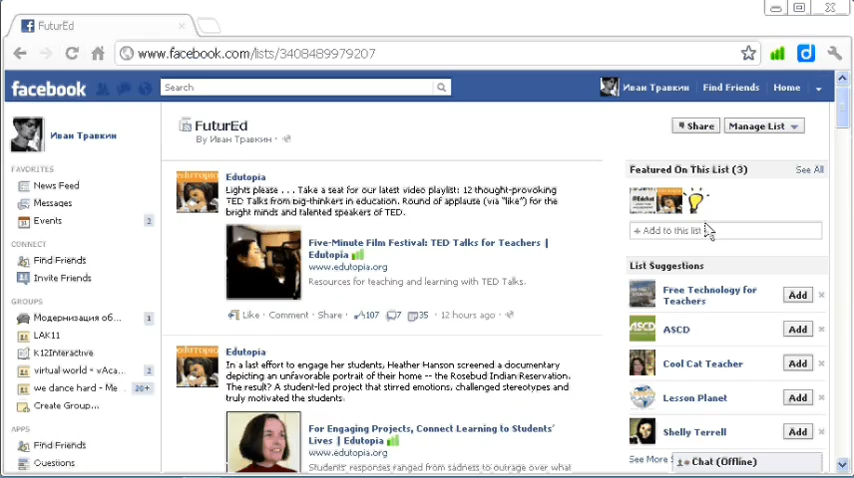 FuturEd
www.facebook.com/lists/3408489979207
facebook
Search
Иван Травкин
Find Friends
Home
Иван Травкин
FAVORITES
News Feed
Messages
Events 2
CONNECT
Find Friends
Invite Friends
GROUPS
Модернизация об... 1
LAK11
K12Interactive
virtual world - vAca... 2
we dance hard - Me... 20+
Create Group...
APPS
Find Friends
Questions
FuturEd
By Иван Травкин ·
Edutopia
Lights please . . . Take a seat for our latest video playlist: 12 thought-provoking
TED Talks from big-thinkers in education. Round of applause (via "like") for the
bright minds and talented speakers of TED.
Five-Minute Film Festival: TED Talks for Teachers |
Edutopia
www.edutopia.org
Resources for teaching and learning with TED Talks.
Like · Comment · Share · 107 7 35 · 12 hours ago ·
Edutopia
In a last effort to engage her students, Heather Hanson screened a documentary
depicting an unfavorable portrait of their home -- the Rosebud Indian Reservation.
The result? A student-led project that stirred emotions, challenged stereotypes and
truly motivated the students.
For Engaging Projects, Connect Learning to Students'
Lives | Edutopia
www.edutopia.org
Students' responses ranged from sadness to outrage over what
Share
Manage List
Featured On This List (3)
See All
+ Add to this list
List Suggestions
Free Technology for
Teachers
Add
ASCD
Add
Cool Cat Teacher
Add
Lesson Planet
Add
Shelly Terrell
Add
See More
Chat (Offline)